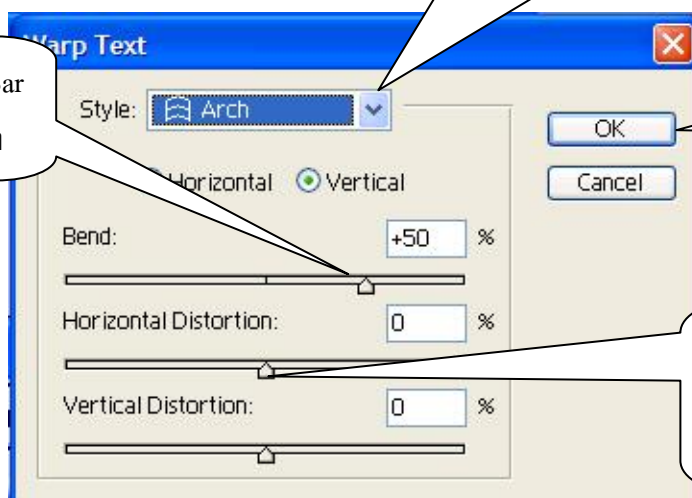 Warp Text
ar
Style: Arch
OK
Horizontal Vertical
Cancel
Bend: +50 %
Horizontal Distortion: 0 %
Vertical Distortion: 0 %